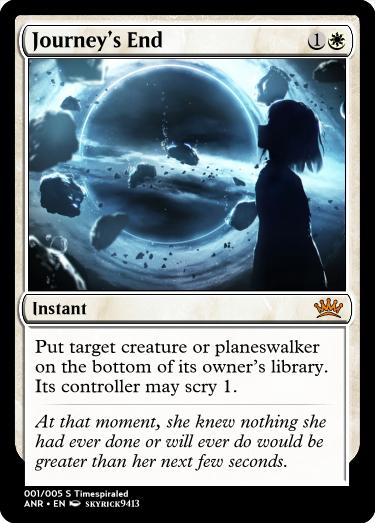 Journey's End
1
Instant
Put target creature or planeswalker
on the bottom of its owner's library.
Its controller may scry 1.
At that moment, she knew nothing she
had ever done or will ever do would be
greater than her next few seconds.
001/005 S Timespiraled
ANR • EN SKYRICK9413